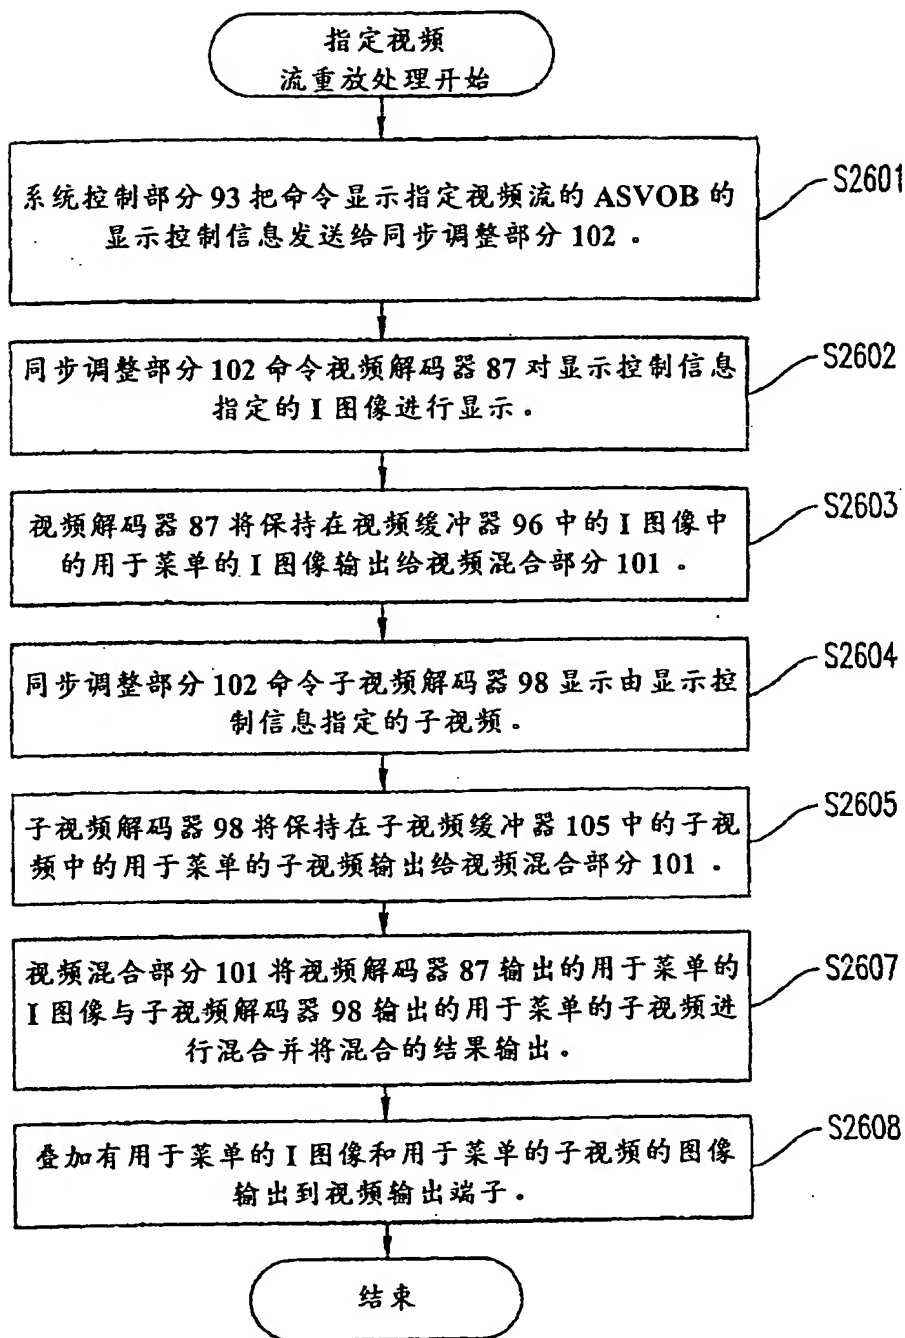 指定视频
流重放处理开始
系统控制部分 93 把命令显示指定视频流的 ASVOB 的
显示控制信息发送给同步调整部分 102 。
S2601
同步调整部分 102 命令视频解码器 87 对显示控制信息
指定的 I 图像进行显示。
S2602
视频解码器 87 将保持在视频缓冲器 96 中的 I 图像中
的用于菜单的 I 图像输出给视频混合部分 101 。
S2603
同步调整部分 102 命令子视频解码器 98 显示由显示控
制信息指定的子视频。
S2604
子视频解码器 98 将保持在子视频缓冲器 105 中的子视
频中的用于菜单的子视频输出给视频混合部分 101 。
S2605
视频混合部分 101 将视频解码器 87 输出的用于菜单的
I 图像与子视频解码器 98 输出的用于菜单的子视频进
行混合并将混合的结果输出。
S2607
叠加有用于菜单的 I 图像和用于菜单的子视频的图像
输出到视频输出端子。
S2608
结束